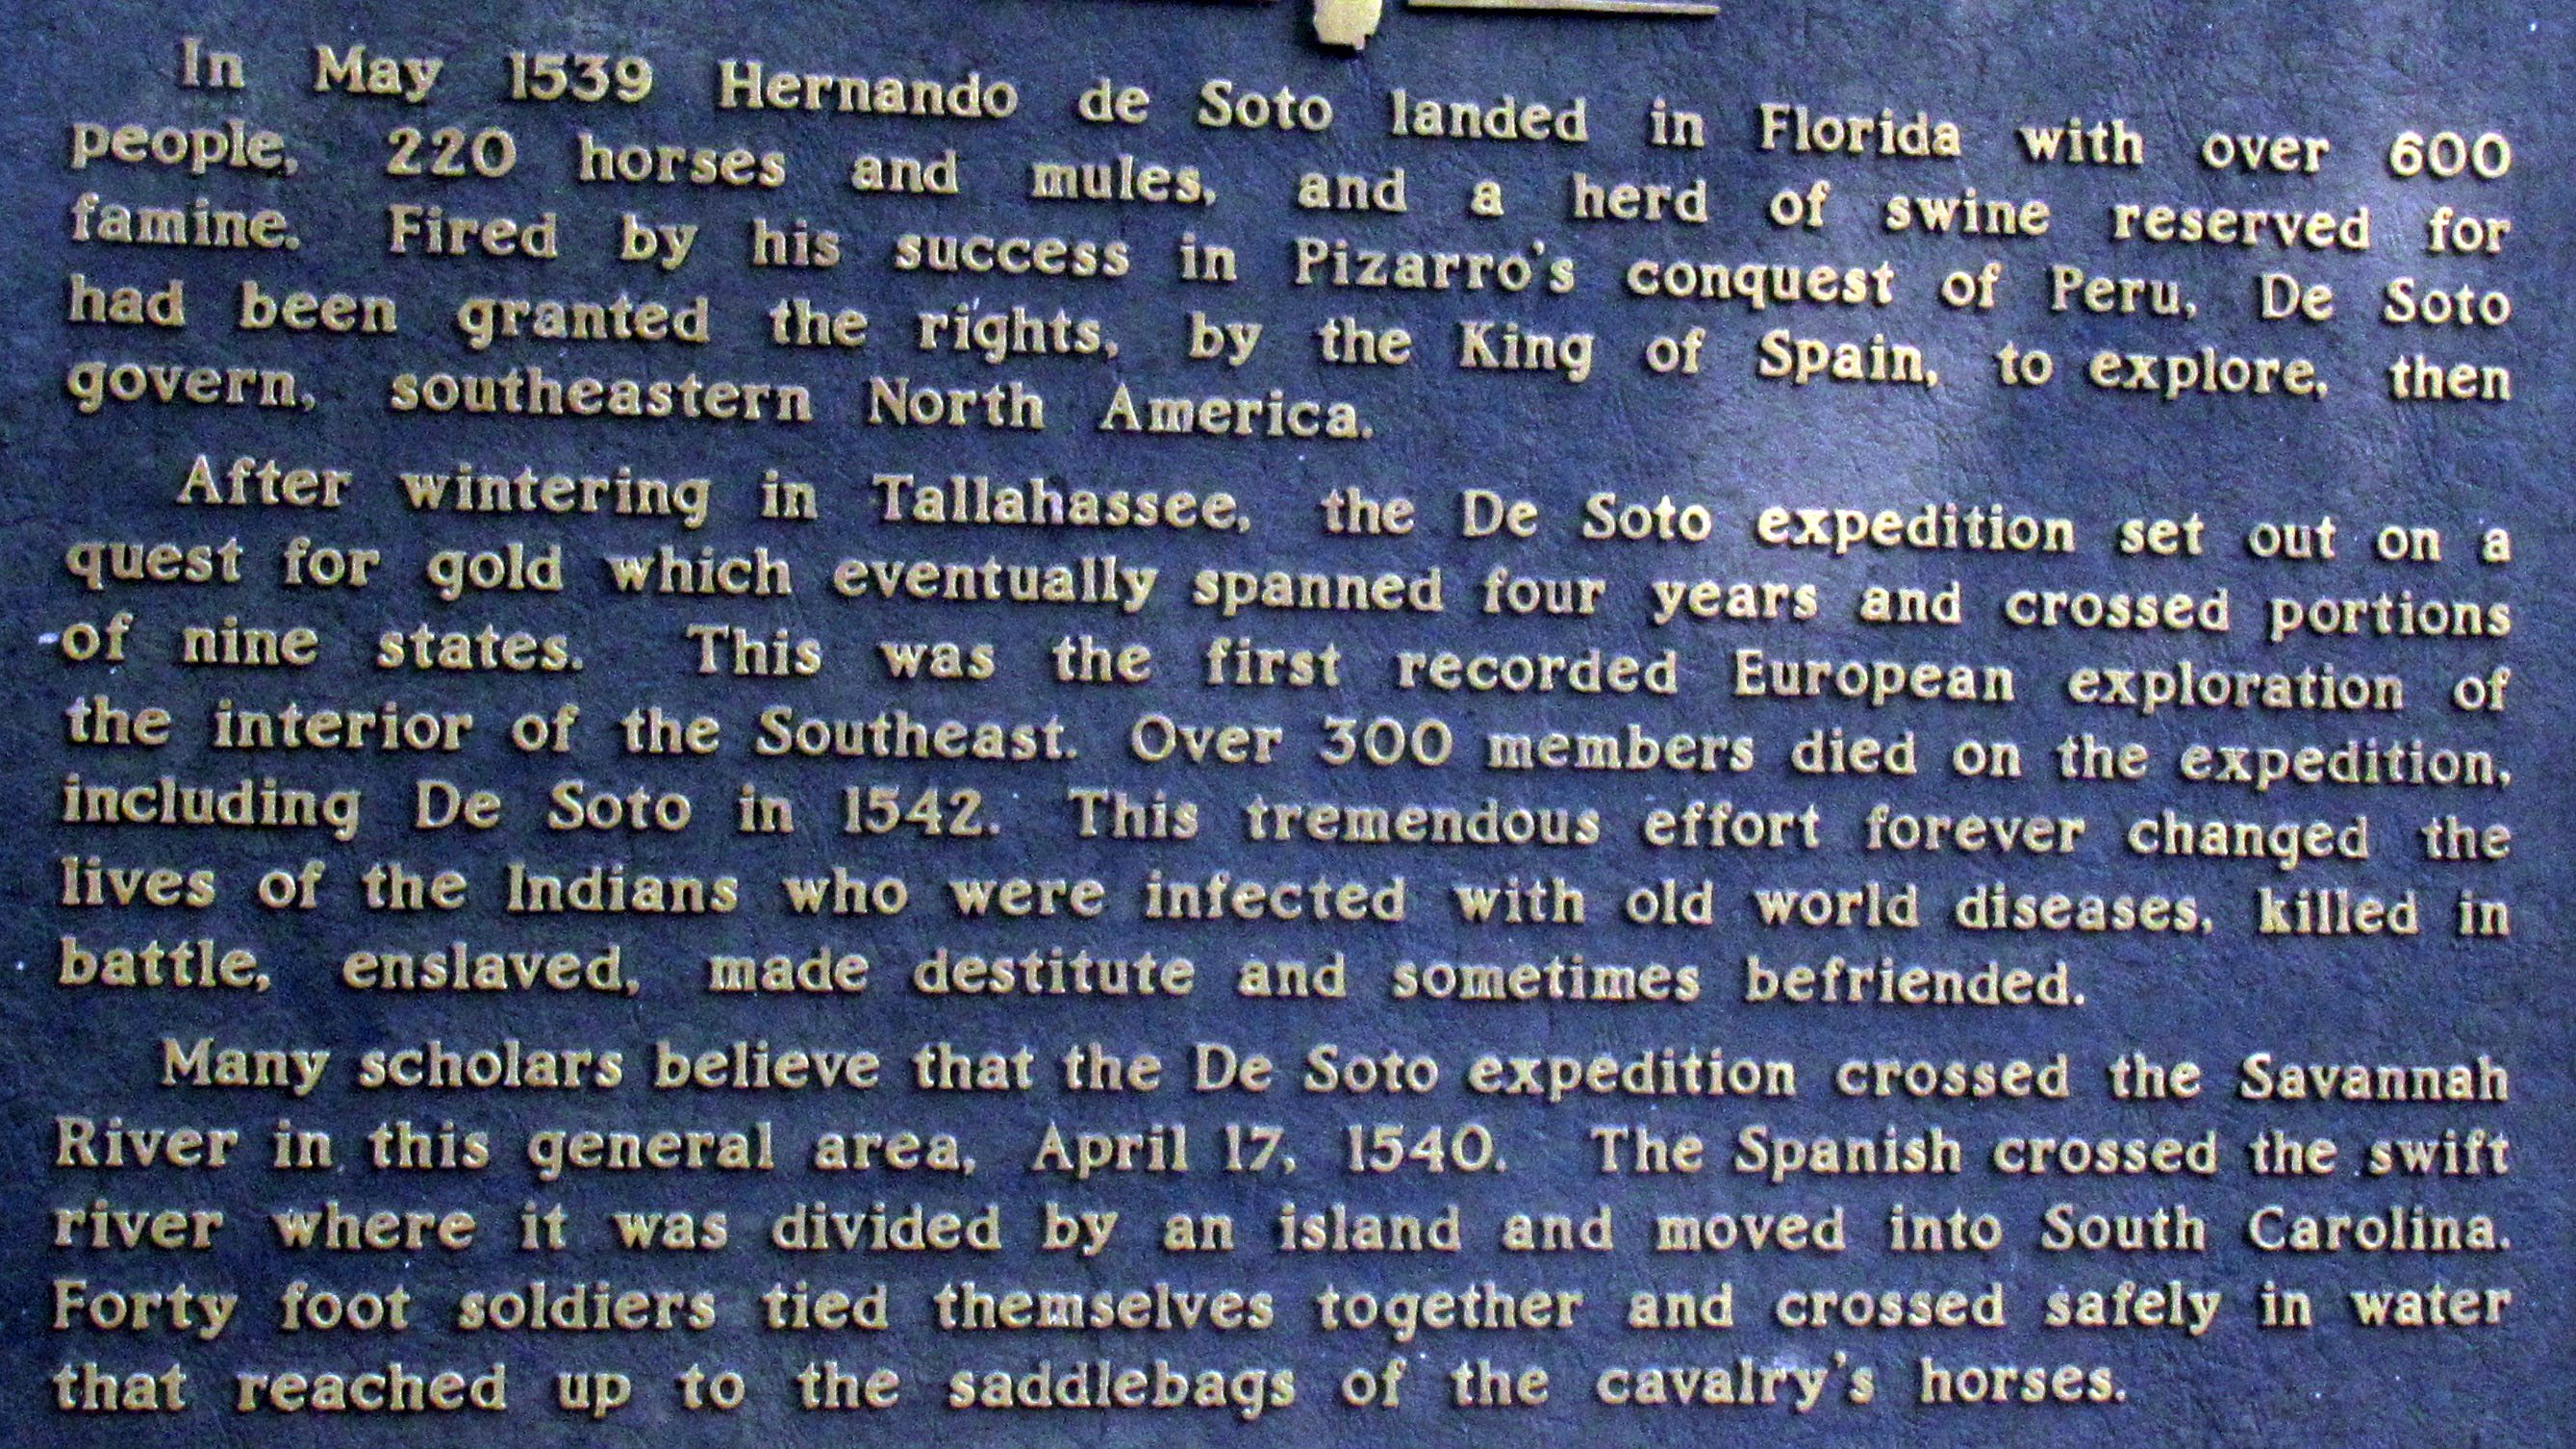 In May 1539 Hernando de Soto landed in Florida with over 600
people, 220 horses and mules, and a herd of swine reserved for
famine. Fired by his success in Pizarro's conquest of Peru, De Soto
had been granted the rights, by the King of Spain, to explore, then
govern, southeastern North America.
After wintering in Tallahassee, the De Soto expedition set out on a
quest for gold which eventually spanned four years and crossed portions
of nine states. This was the first recorded European exploration of
the interior of the Southeast. Over 300 members died on the expedition,
including De Soto in 1542. This tremendous effort forever changed the
lives of the Indians who were infected with old world diseases, killed in
battle, enslaved, made destitute and sometimes befriended.
Many scholars believe that the De Soto expedition crossed the Savannah
River in this general area, April 17, 1540. The Spanish crossed the swift
river where it was divided by an island and moved into South Carolina.
Forty foot soldiers tied themselves together and crossed safely in water
that reached up to the saddlebags of the cavalry's horses.